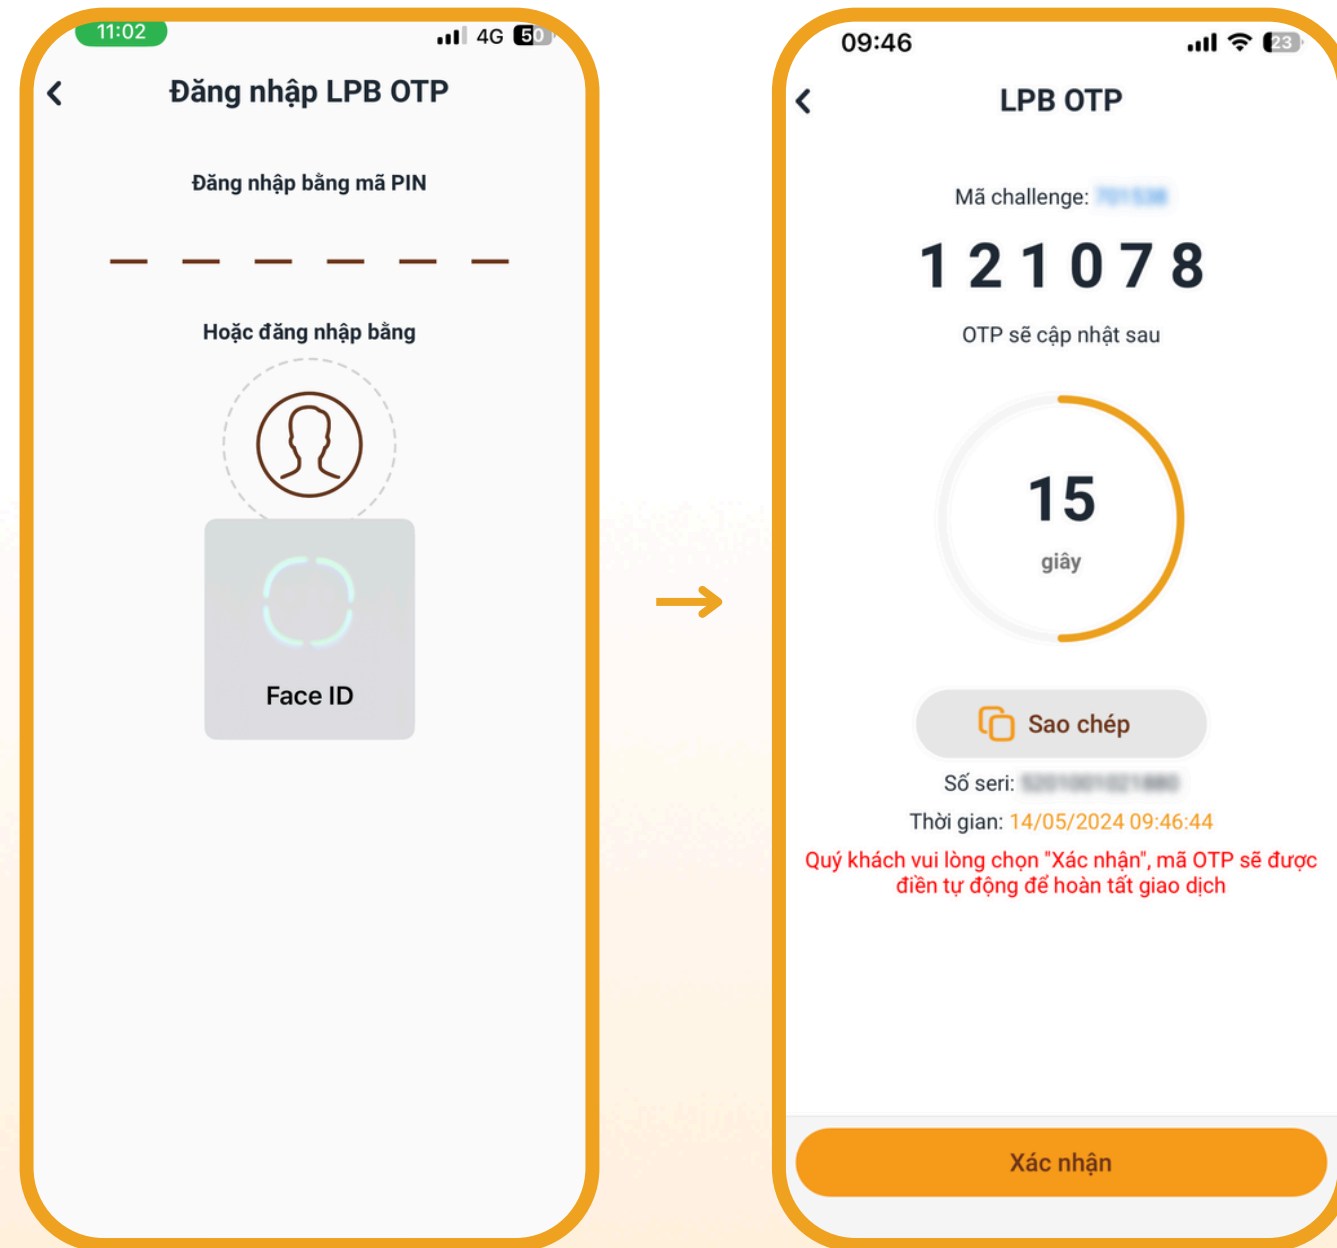 11:02
4G 50
Đăng nhập LPB OTP
Đăng nhập bằng mã PIN
Hoặc đăng nhập bằng
Face ID
09:46
23
LPB OTP
Mã challenge:
121078
OTP sẽ cập nhật sau
15
giây
Sao chép
Số seri:
Thời gian: 14/05/2024 09:46:44
Quý khách vui lòng chọn "Xác nhận", mã OTP sẽ được
điền tự động để hoàn tất giao dịch
Xác nhận